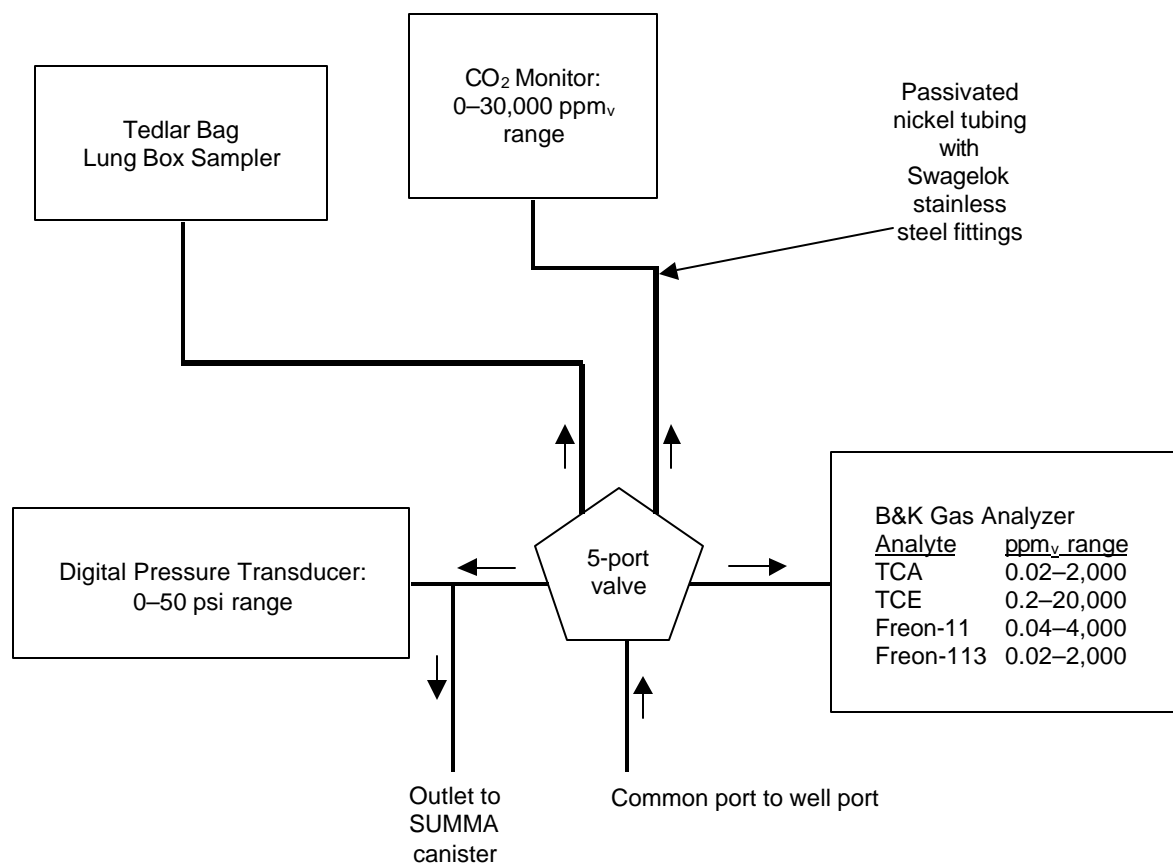 Tedlar Bag
Lung Box Sampler
CO₂ Monitor:
0–30,000 ppmᵥ
range
Passivated
nickel tubing
with
Swagelok
stainless
steel fittings
Digital Pressure Transducer:
0–50 psi range
5-port
valve
B&K Gas Analyzer
Analyte ppmᵥ range
TCA 0.02–2,000
TCE 0.2–20,000
Freon-11 0.04–4,000
Freon-113 0.02–2,000
Outlet to
SUMMA
canister
Common port to well port